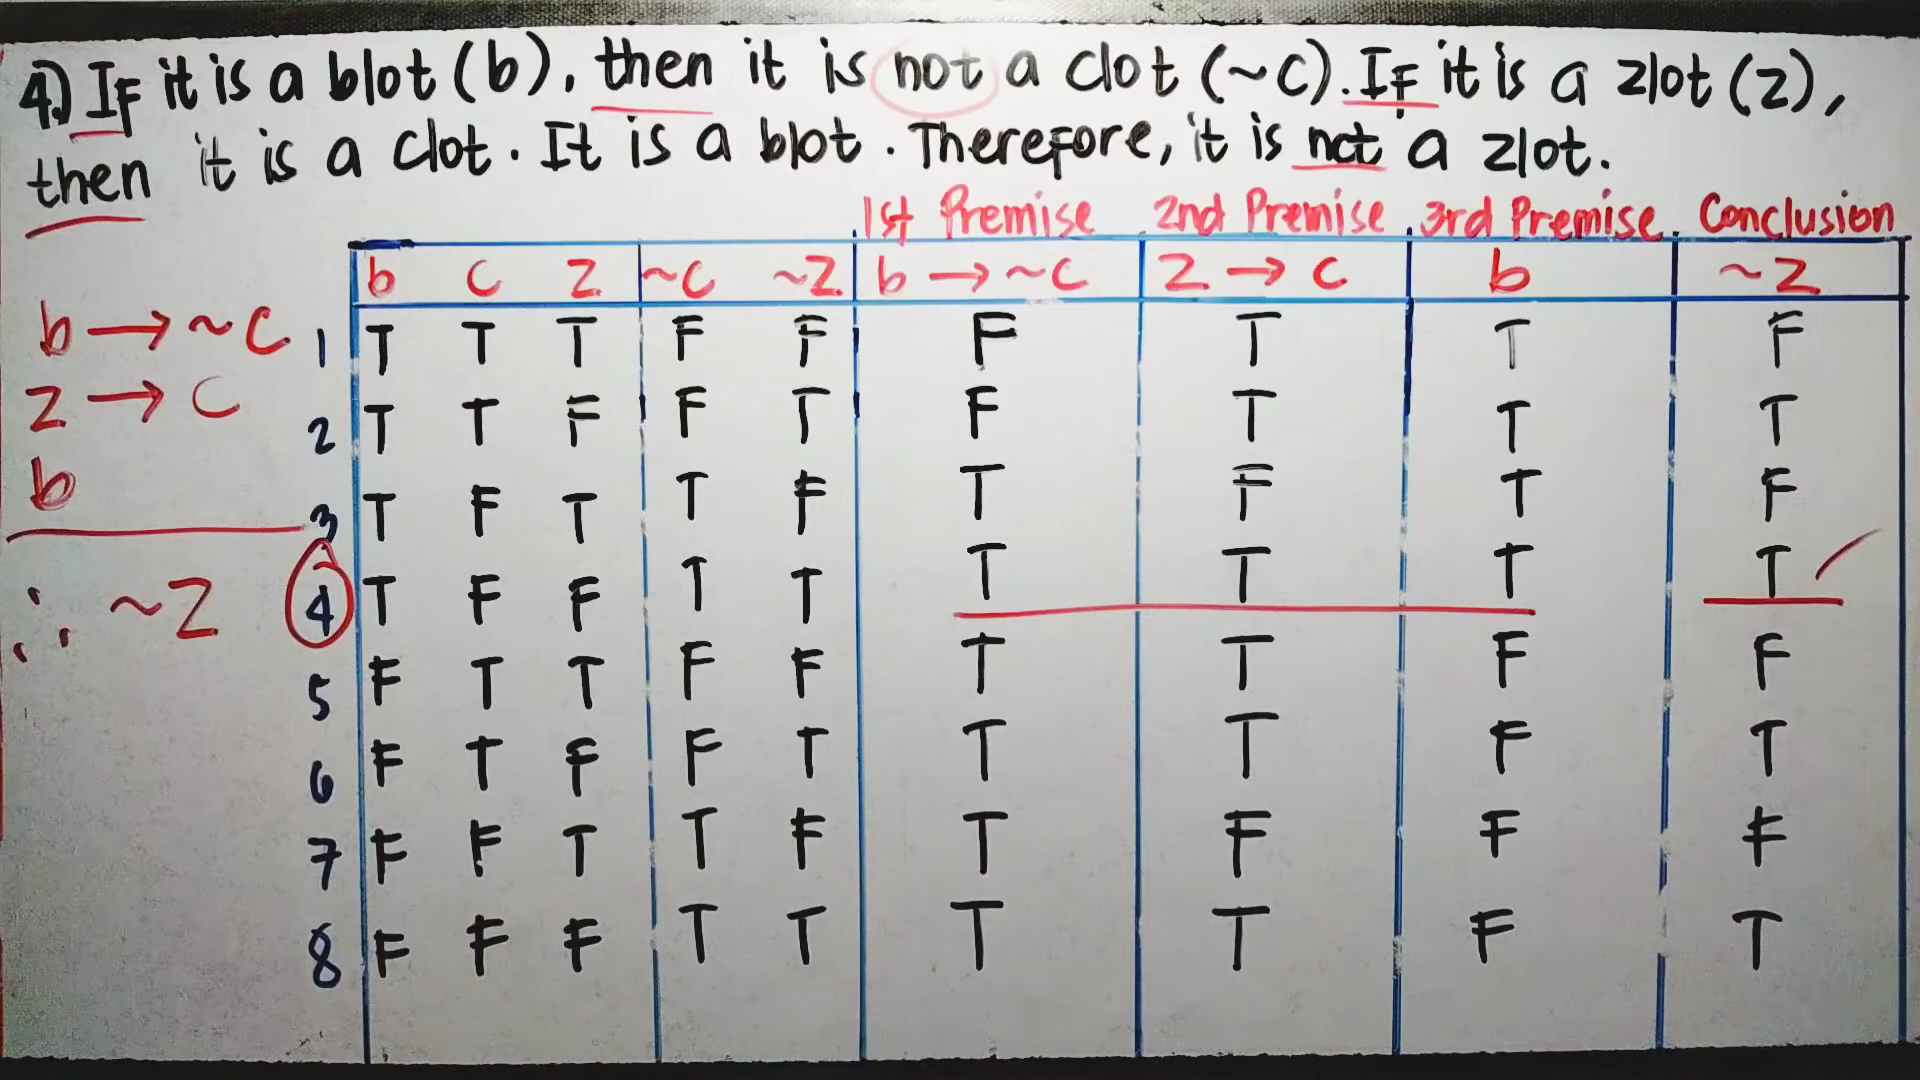 4.) IF it is a blot (b), then it is not a clot (~c). IF it is a zlot (z),
then it is a clot. It is a blot. Therefore, it is not a zlot.
1st Premise 2nd Premise 3rd Premise Conclusion
b c z ~c ~z b → ~c z → c b ~z
b → ~c
z → c
b
∴ ~z
1 T T T F F F T T F
2 T T F F T F T T T
3 T F T T F T F T F
4 T F F T T T T T T
5 F T T F F T T F F
6 F T F F T T T F T
7 F F T T F T F F F
8 F F F T T T T F T